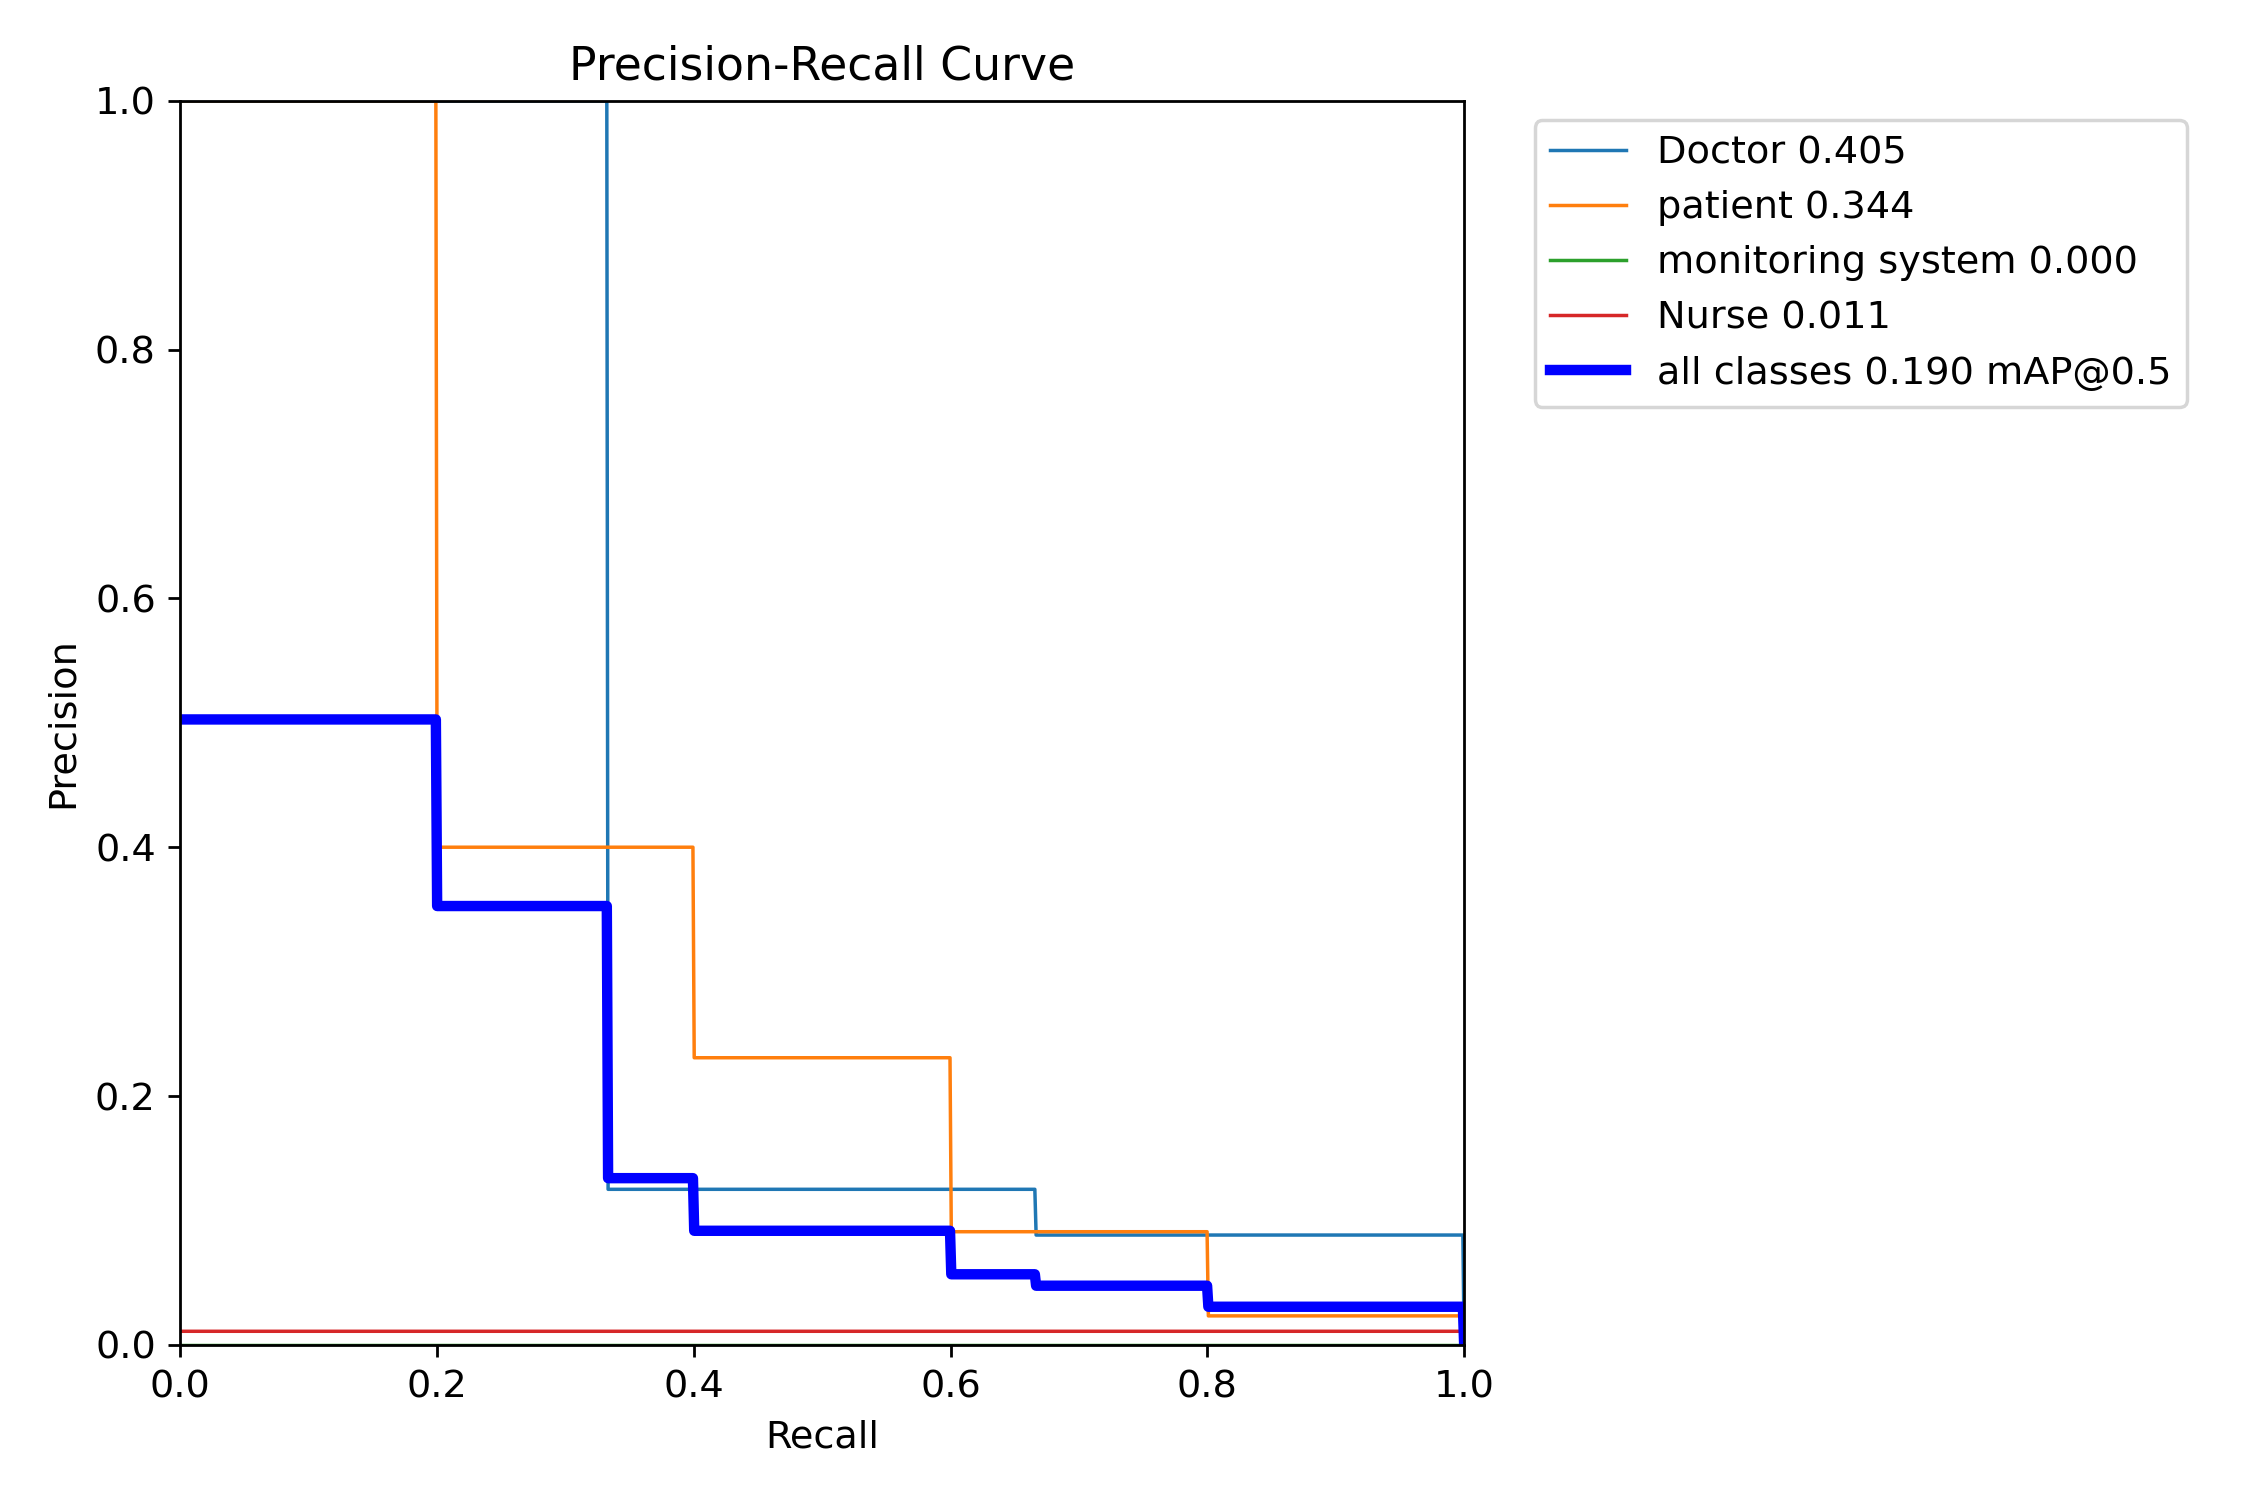 Precision-Recall Curve
1.0
0.8
0.6
0.4
0.2
0.0
Precision
0.0 0.2 0.4 0.6 0.8 1.0
Recall
Doctor 0.405
patient 0.344
monitoring system 0.000
Nurse 0.011
all classes 0.190 mAP@0.5